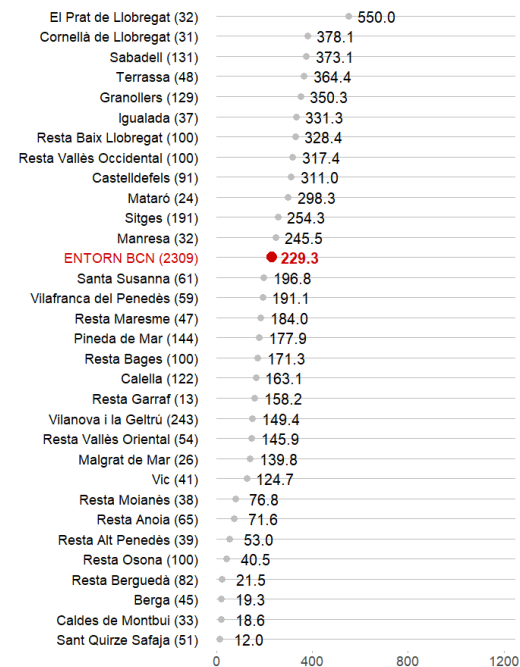 El Prat de Llobregat (32) 550.0
Cornellà de Llobregat (31) 378.1
Sabadell (131) 373.1
Terrassa (48) 364.4
Granollers (129) 350.3
Igualada (37) 331.3
Resta Baix Llobregat (100) 328.4
Resta Vallès Occidental (100) 317.4
Castelldefels (91) 311.0
Mataró (24) 298.3
Sitges (191) 254.3
Manresa (32) 245.5
ENTORN BCN (2309) 229.3
Santa Susanna (61) 196.8
Vilafranca del Penedès (59) 191.1
Resta Maresme (47) 184.0
Pineda de Mar (144) 177.9
Resta Bages (100) 171.3
Calella (122) 163.1
Resta Garraf (13) 158.2
Vilanova i la Geltrú (243) 149.4
Resta Vallès Oriental (54) 145.9
Malgrat de Mar (26) 139.8
Vic (41) 124.7
Resta Moianès (38) 76.8
Resta Anoia (65) 71.6
Resta Alt Penedès (39) 53.0
Resta Osona (100) 40.5
Resta Berguedà (82) 21.5
Berga (45) 19.3
Caldes de Montbui (33) 18.6
Sant Quirze Safaja (51) 12.0
0 400 800 1200